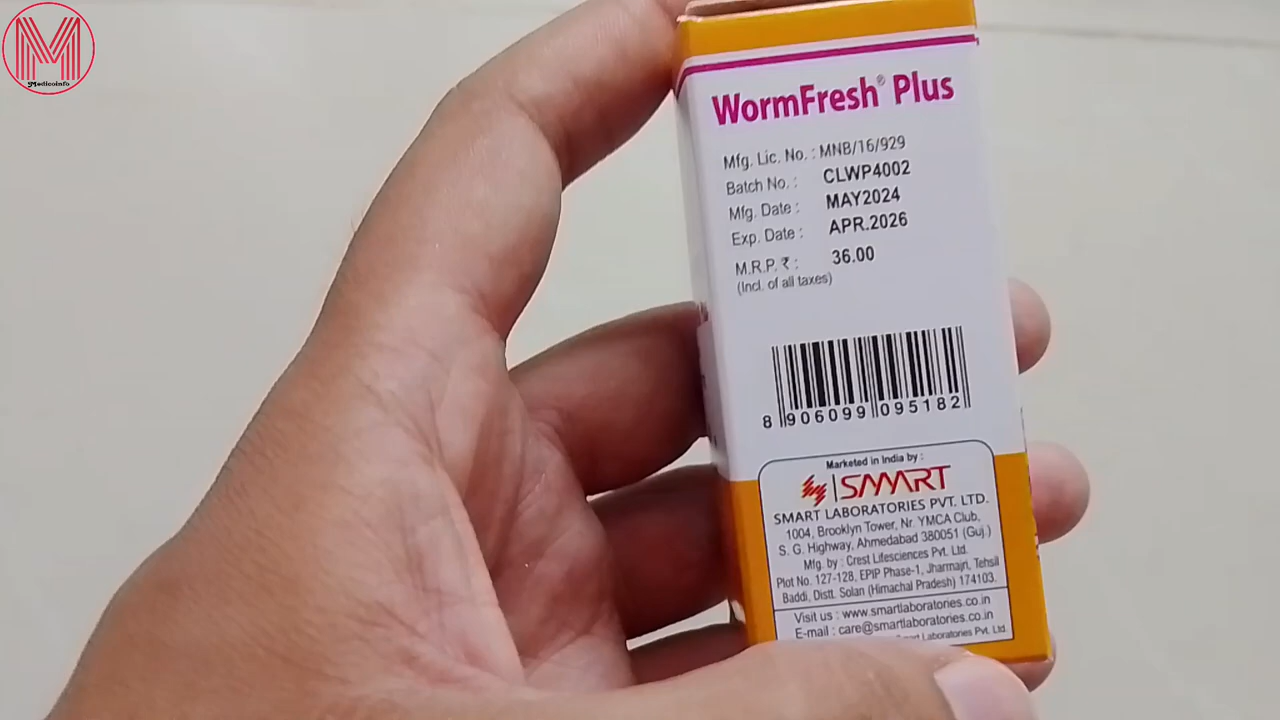 M
Medicoinfo
WormFresh® Plus
Mfg. Lic. No. : MNB/16/929
Batch No. : CLWP4002
Mfg. Date : MAY2024
Exp. Date : APR.2026
M.R.P. ₹ : 36.00
(Incl. of all taxes)
8 906099 095182
Marketed in India by :
SMART
SMART LABORATORIES PVT. LTD.
1004, Brooklyn Tower, Nr. YMCA Club,
S. G. Highway, Ahmedabad 380051 (Guj.)
Mfg. by : Crest Lifesciences Pvt. Ltd.
Plot No. 127-128, EPIP Phase-1, Jharmajri, Tehsil
Baddi, Distt. Solan (Himachal Pradesh) 174103.
Visit us : www.smartlaboratories.co.in
E-mail : care@smartlaboratories.co.in
Laboratories Pvt. Ltd.